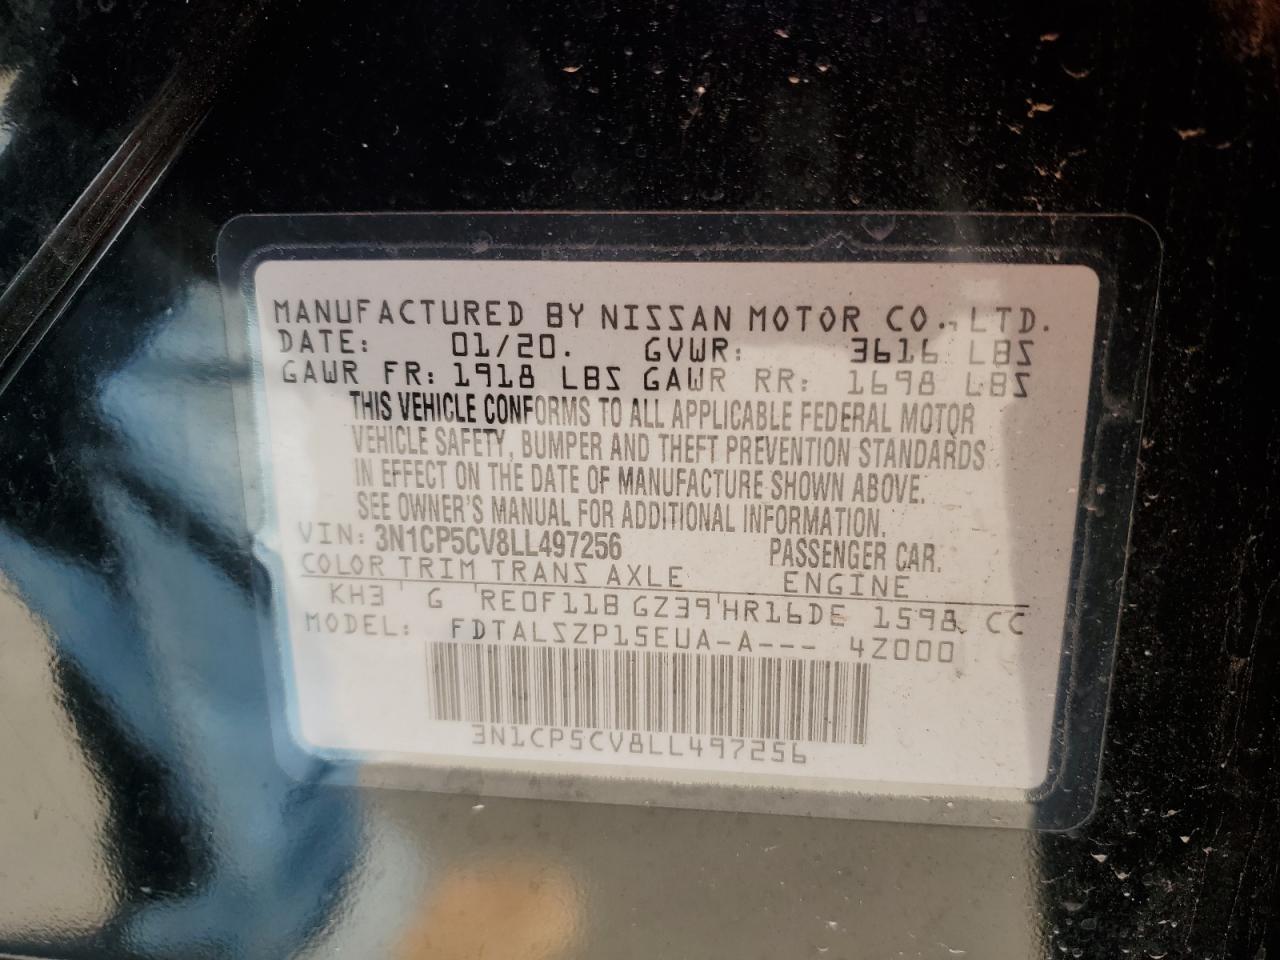 MANUFACTURED BY NISSAN MOTOR CO., LTD.
DATE: 01/20. GVWR: 3616 LBS
GAWR FR: 1918 LBS GAWR RR: 1698 LBS
THIS VEHICLE CONFORMS TO ALL APPLICABLE FEDERAL MOTOR
VEHICLE SAFETY, BUMPER AND THEFT PREVENTION STANDARDS
IN EFFECT ON THE DATE OF MANUFACTURE SHOWN ABOVE.
SEE OWNER'S MANUAL FOR ADDITIONAL INFORMATION.
VIN: 3N1CP5CV8LL497256 PASSENGER CAR.
COLOR TRIM TRANS AXLE ENGINE
KH3 ' G 'RE0F11B GZ39'HR16DE 1598 CC
MODEL: FDTALSZP15EUA-A--- 4Z000
3N1CP5CV8LL497256